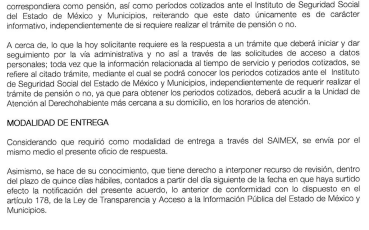 correspondiera como pensión, así como períodos cotizados ante el Instituto de Seguridad Social
del Estado de México y Municipios, reiterando que este dato únicamente es de carácter
informativo, independientemente de si requiere realizar el trámite de pensión o no.
A cerca de, lo que la hoy solicitante requiere es la respuesta a un trámite que deberá iniciar y dar
seguimiento por la vía administrativa y no así a través de las solicitudes de acceso a datos
personales; toda vez que la información relacionada al tiempo de servicio y periodos cotizados, se
refiere al citado trámite, mediante el cual se podrá conocer los periodos cotizados ante el Instituto
de Seguridad Social del Estado de México y Municipios, independientemente de requerir realizar el
trámite de pensión o no, ya que para obtener los periodos cotizados, deberá acudir a la Unidad de
Atención al Derechohabiente más cercana a su domicilio, en los horarios de atención.
MODALIDAD DE ENTREGA
Considerando que requirió como modalidad de entrega a través del SAIMEX, se envía por el
mismo medio el presente oficio de respuesta.
Asimismo, se hace de su conocimiento, que tiene derecho a interponer recurso de revisión, dentro
del plazo de quince días hábiles, contados a partir del día siguiente de la fecha en que haya surtido
efecto la notificación del presente acuerdo, lo anterior de conformidad con lo dispuesto en el
artículo 178, de la Ley de Transparencia y Acceso a la Información Pública del Estado de México y
Municipios.